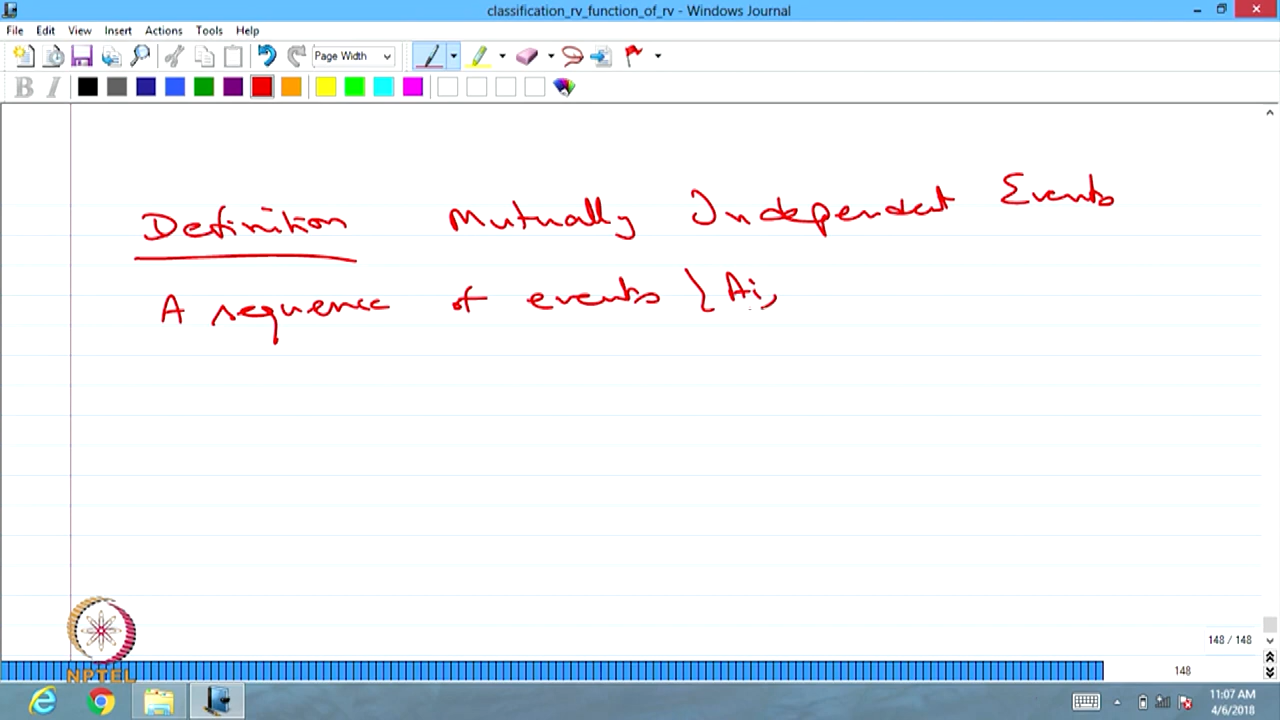 classification_rv_function_of_rv - Windows Journal
File Edit View Insert Actions Tools Help
Page Width
B I
Definition Mutually Independent Events
A sequence of events { Ai,
148 / 148
148
NPTEL
11:07 AM
4/6/2018